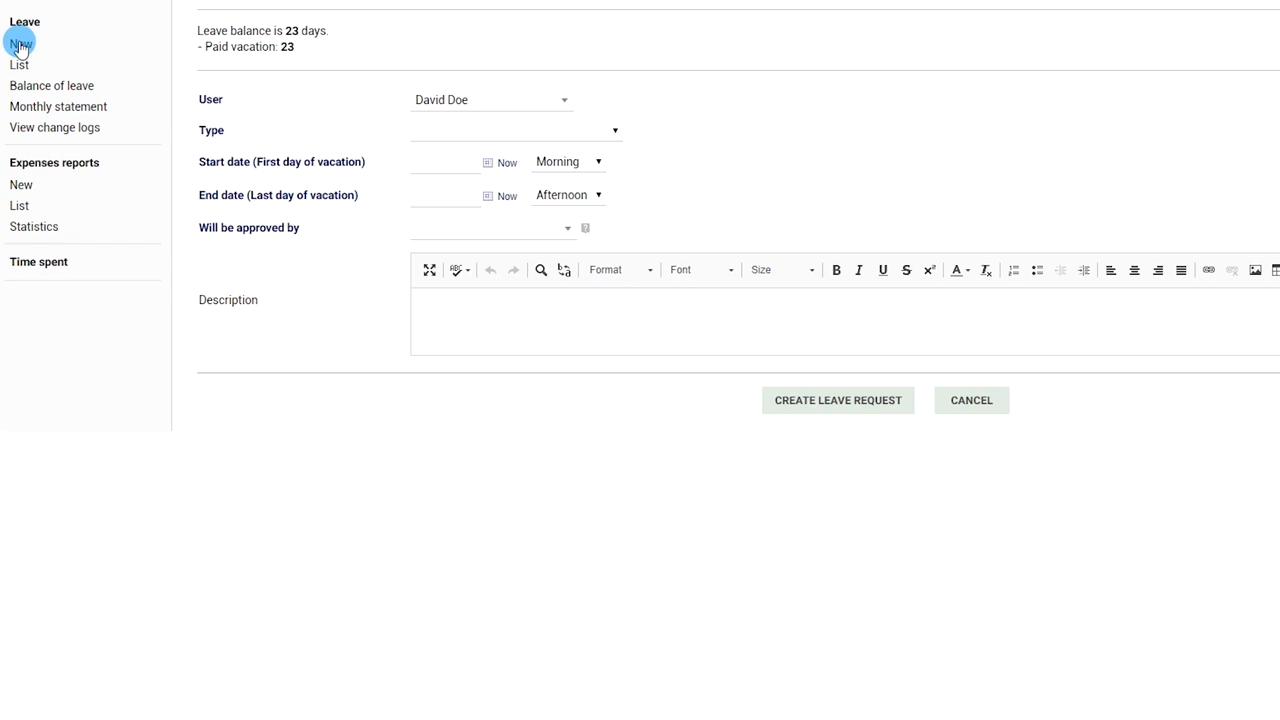 Leave
New
List
Balance of leave
Monthly statement
View change logs
Expenses reports
New
List
Statistics
Time spent
Leave balance is 23 days.
- Paid vacation: 23
User David Doe
Type
Start date (First day of vacation) Now Morning
End date (Last day of vacation) Now Afternoon
Will be approved by ?
ABC Format Font Size B I U S x² A Tx
Description
CREATE LEAVE REQUEST CANCEL